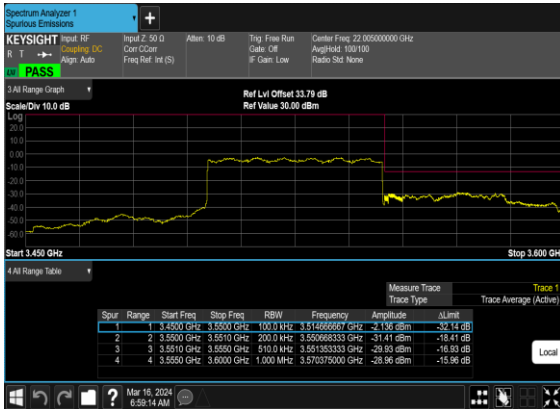 Spectrum Analyzer 1
Spurious Emissions
+
KEYSIGHT Input: RF Input Z: 50 Ω Atten: 10 dB Trig: Free Run Center Freq: 22.005000000 GHz
R T Coupling: DC Corr CCorr Gate: Off Avg|Hold: 100/100
Align: Auto Freq Ref: Int (S) IF Gain: Low Radio Std: None
PASS
3 All Range Graph
Ref Lvl Offset 33.79 dB
Scale/Div 10.0 dB Ref Value 30.00 dBm
Log
20.0
10.0
0.00
-10.0
-20.0
-30.0
-40.0
-50.0
-60.0
Start 3.450 GHz Stop 3.600 GH
4 All Range Table
Measure Trace Trace 1
Trace Type Trace Average (Active)
Spur Range Start Freq Stop Freq RBW Frequency Amplitude ΔLimit
1 1 3.4500 GHz 3.5500 GHz 100.0 kHz 3.514666667 GHz -2.136 dBm -32.14 dB
2 2 3.5500 GHz 3.5510 GHz 200.0 kHz 3.550668333 GHz -31.41 dBm -18.41 dB
3 3 3.5510 GHz 3.5550 GHz 510.0 kHz 3.551353333 GHz -29.93 dBm -16.93 dB
4 4 3.5550 GHz 3.6000 GHz 1.000 MHz 3.570375000 GHz -28.96 dBm -15.96 dB
Local
?
Mar 16, 2024
6:59:14 AM